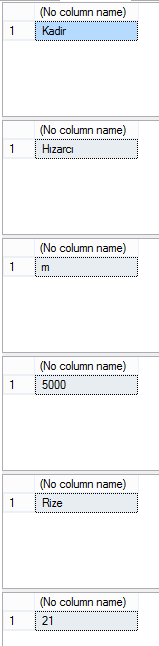 (No column name)
1 Kadir
(No column name)
1 Hızarcı
(No column name)
1 m
(No column name)
1 5000
(No column name)
1 Rize
(No column name)
1 21